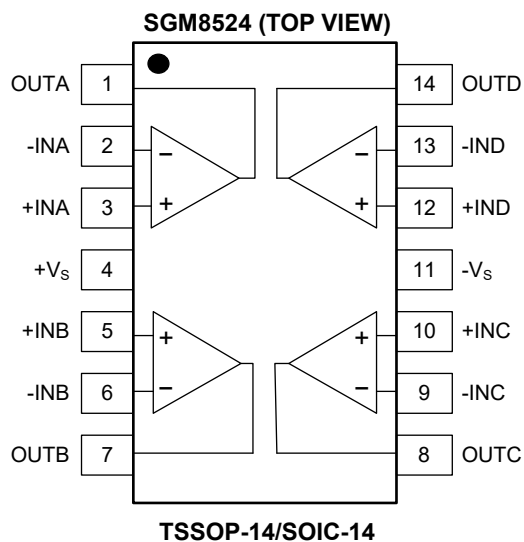 SGM8524 (TOP VIEW)
OUTA 1 14 OUTD
-INA 2 − − 13 -IND
+INA 3 + + 12 +IND
+VS 4 11 -VS
+INB 5 + + 10 +INC
-INB 6 − − 9 -INC
OUTB 7 8 OUTC
TSSOP-14/SOIC-14